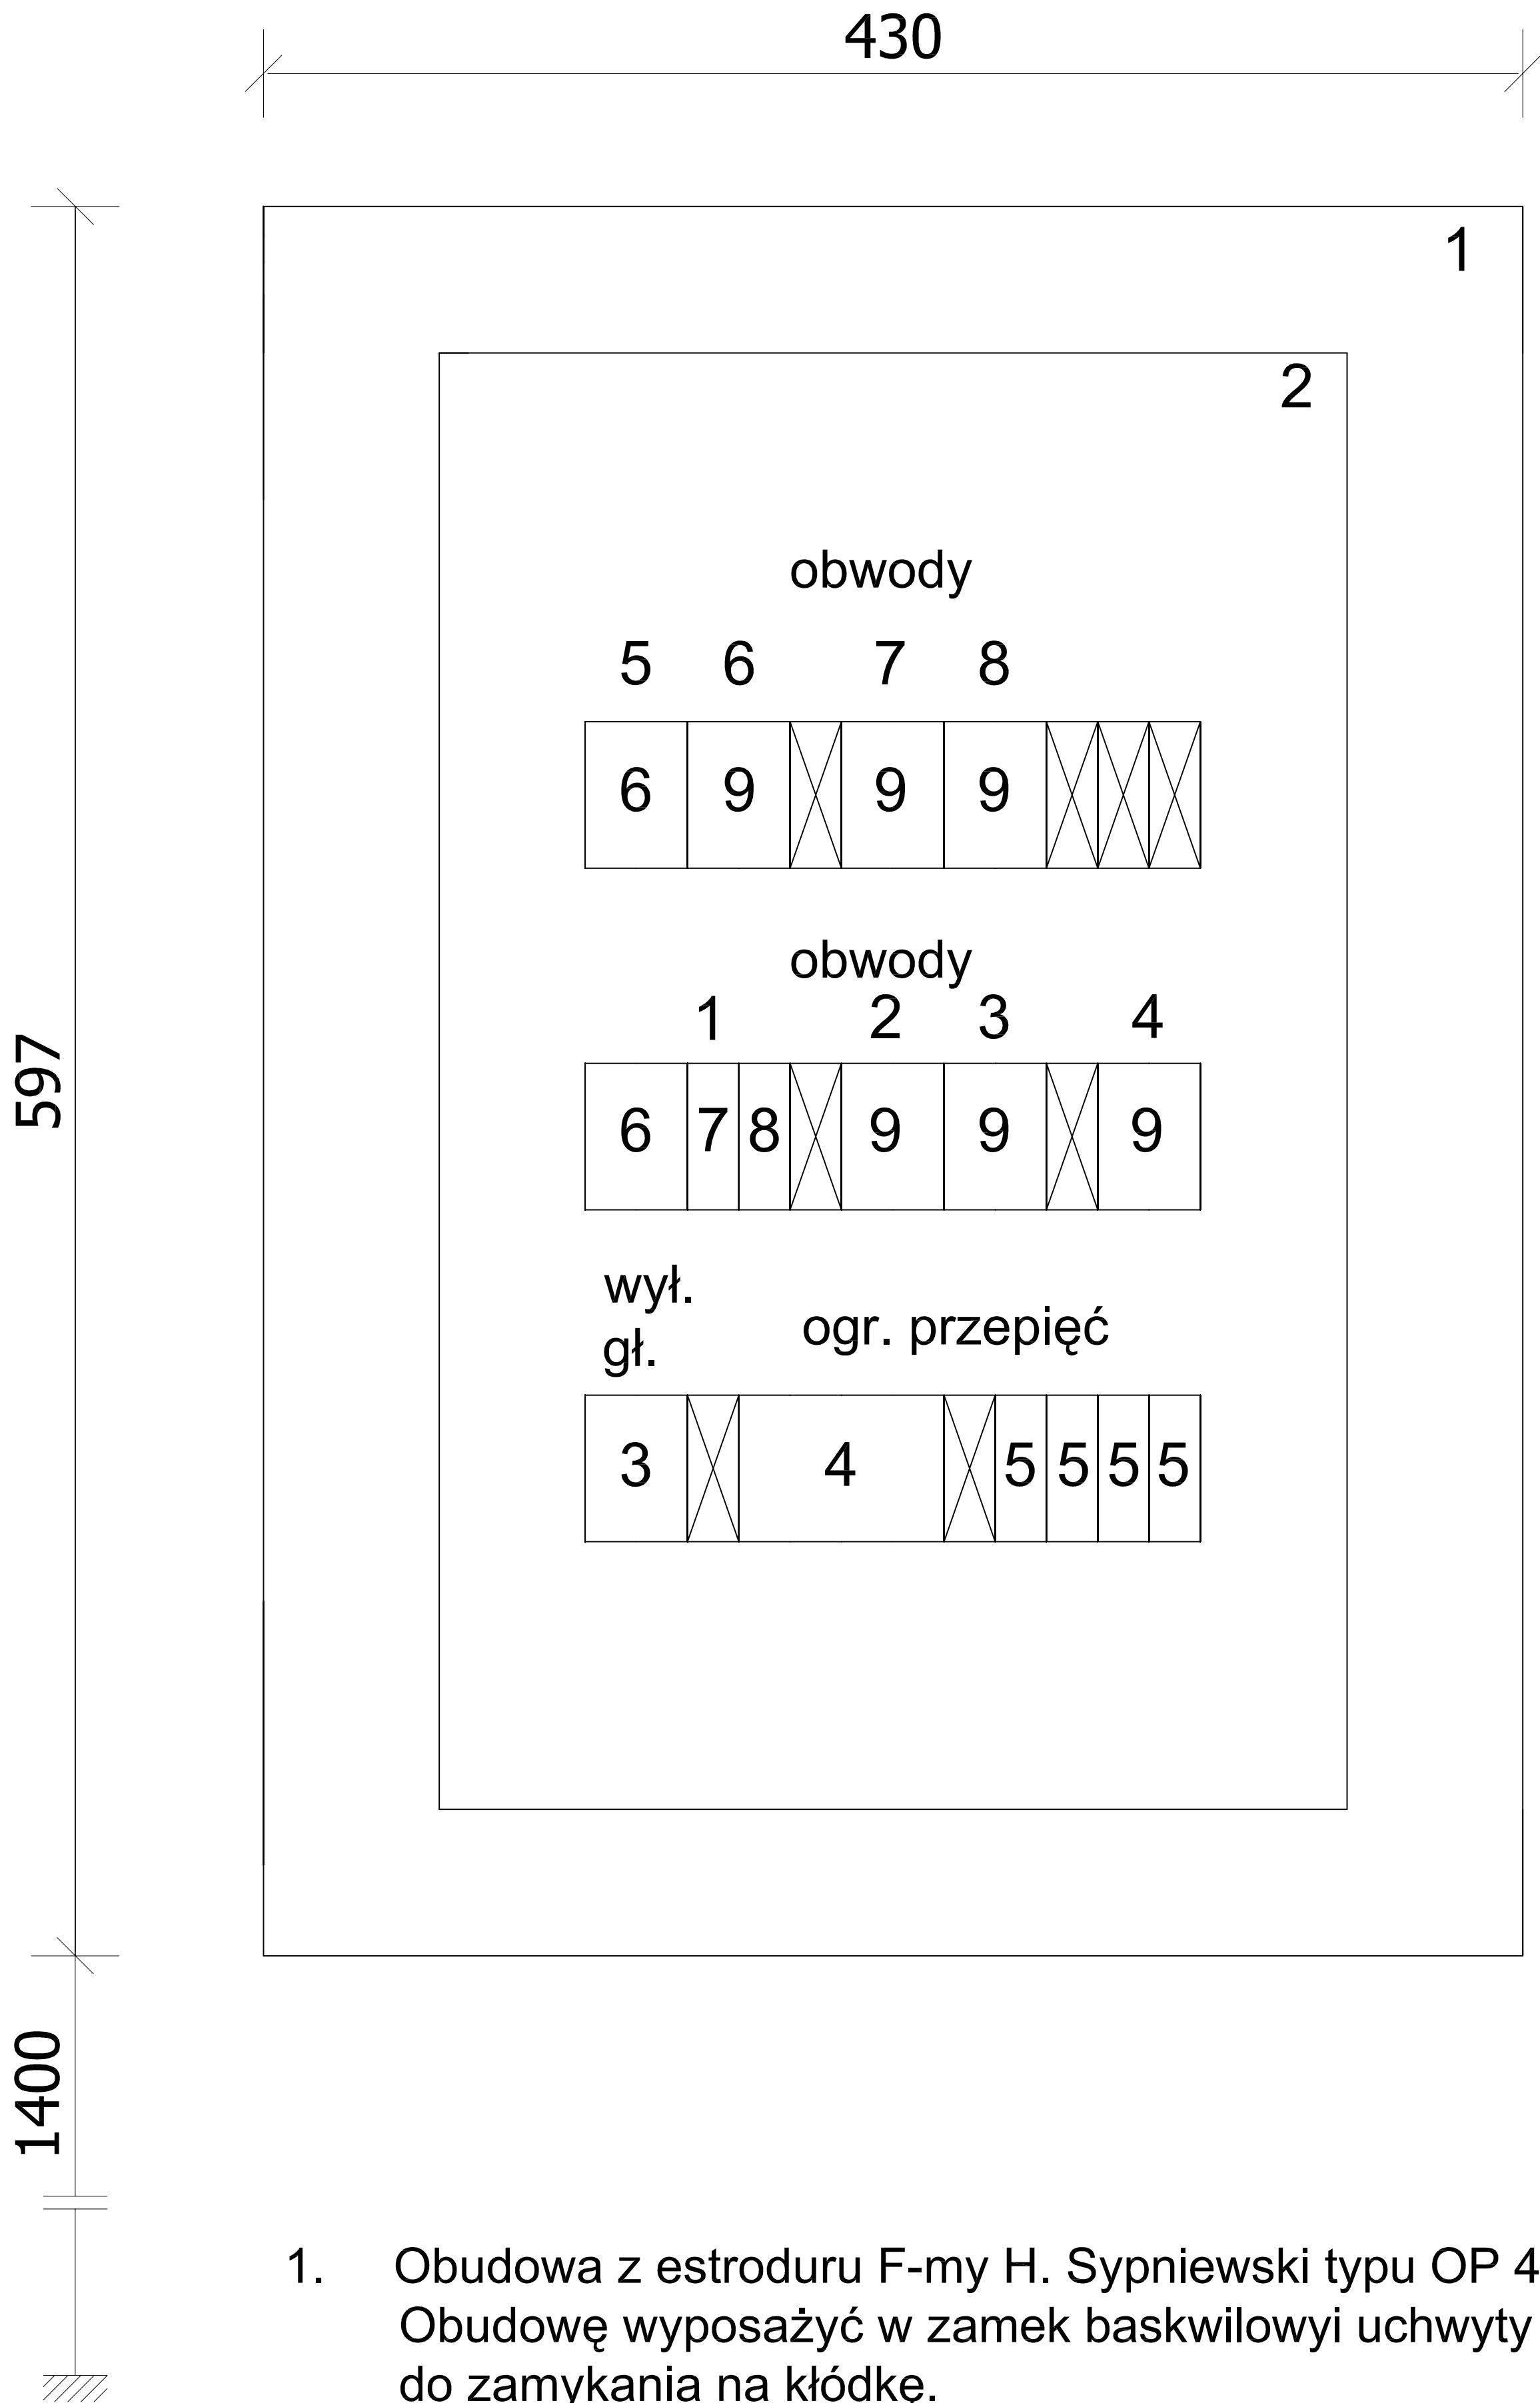 430
1
2
obwody
5 6 7 8
6 9 9 9
obwody
1 2 3 4
6 7 8 9 9 9
597
wył.
gł.
ogr. przepięć
3 4 5 5 5 5
1400
1. Obudowa z estroduru F-my H. Sypniewski typu OP 4
Obudowę wyposażyć w zamek baskwilowyi uchwyty
do zamykania na kłódkę.